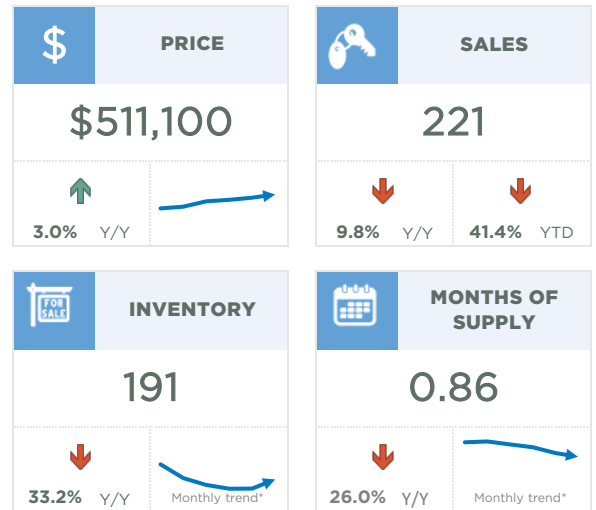 $
PRICE
$511,100
3.0% Y/Y
SALES
221
9.8% Y/Y
41.4% YTD
FOR
SALE
INVENTORY
191
33.2% Y/Y
Monthly trend*
MONTHS OF
SUPPLY
0.86
26.0% Y/Y
Monthly trend*